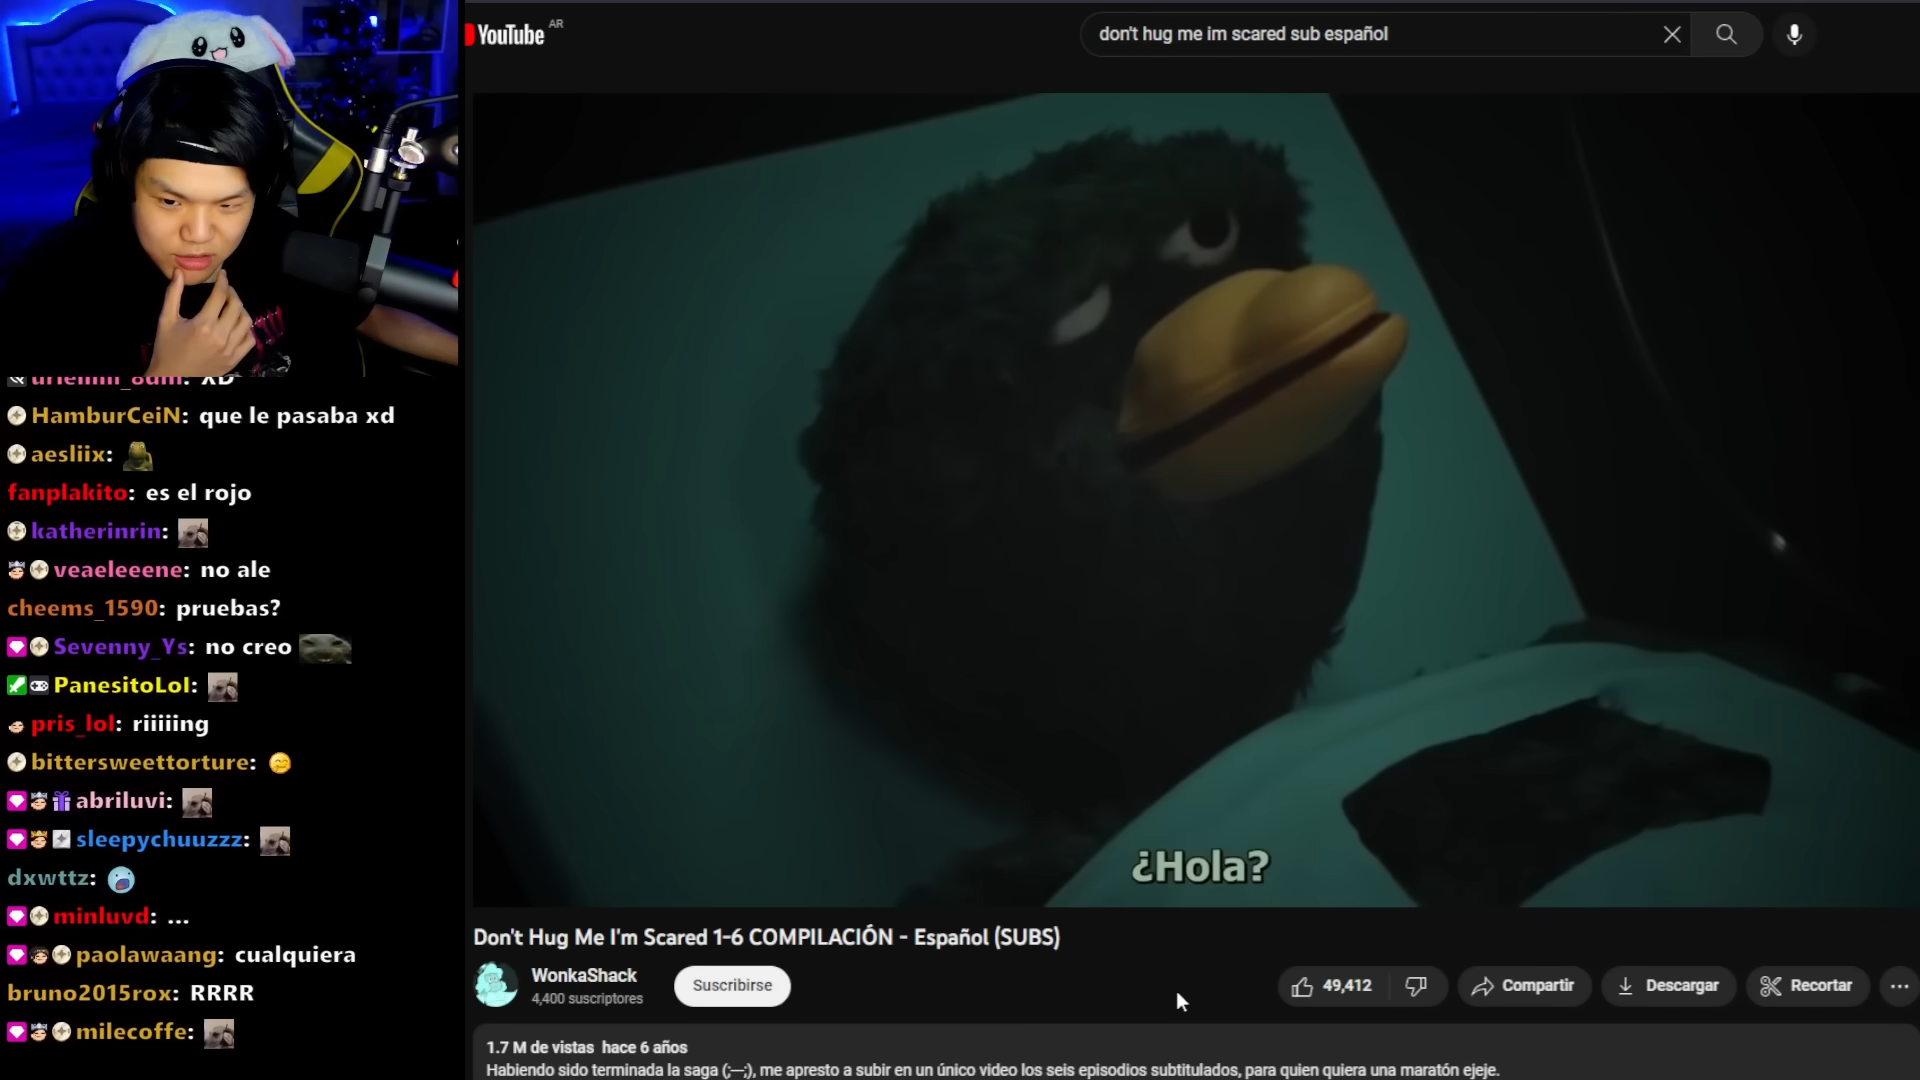 YouTube AR
don't hug me im scared sub español
¿Hola?
Don't Hug Me I'm Scared 1-6 COMPILACIÓN - Español (SUBS)
WonkaShack
4,400 suscriptores
Suscribirse
49,412
Compartir
Descargar
Recortar
1.7 M de vistas hace 6 años
Habiendo sido terminada la saga (;—;), me apresto a subir en un único video los seis episodios subtitulados, para quien quiera una maratón ejeje.
XD
HamburCeiN: que le pasaba xd
aesliix:
fanplakito: es el rojo
katherinrin:
veaeleeene: no ale
cheems_1590: pruebas?
Sevenny_Ys: no creo
PanesitoLol:
pris_lol: riiiiing
bittersweettorture:
abriluvi:
sleepychuuzzz:
dxwttz:
minluvd: ...
paolawaang: cualquiera
bruno2015rox: RRRR
milecoffe: